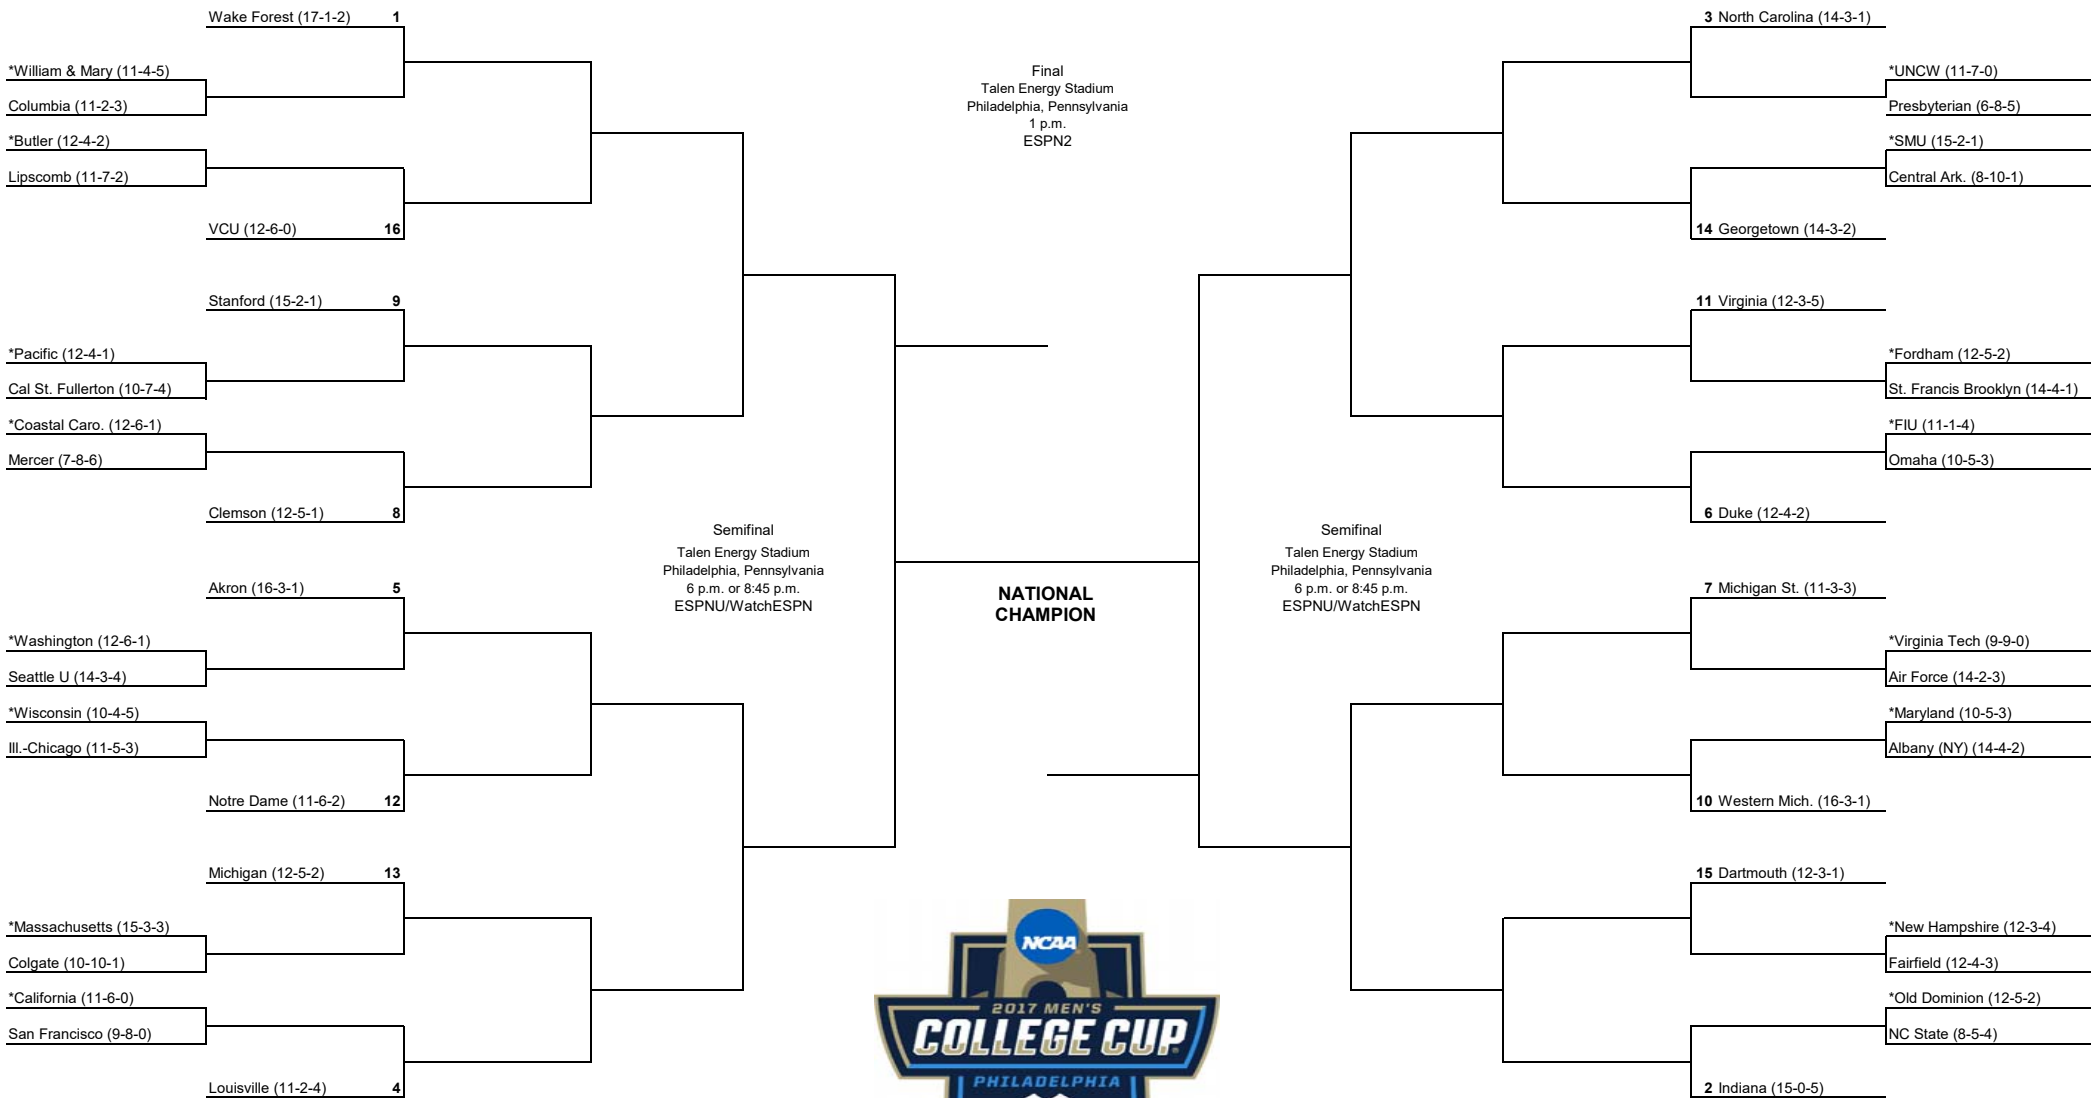 Wake Forest (17-1-2) 1
*William & Mary (11-4-5)
Columbia (11-2-3)
*Butler (12-4-2)
Lipscomb (11-7-2)
VCU (12-6-0) 16
Stanford (15-2-1) 9
*Pacific (12-4-1)
Cal St. Fullerton (10-7-4)
*Coastal Caro. (12-6-1)
Mercer (7-8-6)
Clemson (12-5-1) 8
Akron (16-3-1) 5
*Washington (12-6-1)
Seattle U (14-3-4)
*Wisconsin (10-4-5)
Ill.-Chicago (11-5-3)
Notre Dame (11-6-2) 12
Michigan (12-5-2) 13
*Massachusetts (15-3-3)
Colgate (10-10-1)
*California (11-6-0)
San Francisco (9-8-0)
Louisville (11-2-4) 4
Semifinal
Talen Energy Stadium
Philadelphia, Pennsylvania
6 p.m. or 8:45 p.m.
ESPNU/WatchESPN
Final
Talen Energy Stadium
Philadelphia, Pennsylvania
1 p.m.
ESPN2
NATIONAL
CHAMPION
NCAA
2017 MEN'S
COLLEGE CUP
PHILADELPHIA
Semifinal
Talen Energy Stadium
Philadelphia, Pennsylvania
6 p.m. or 8:45 p.m.
ESPNU/WatchESPN
3 North Carolina (14-3-1)
*UNCW (11-7-0)
Presbyterian (6-8-5)
*SMU (15-2-1)
Central Ark. (8-10-1)
14 Georgetown (14-3-2)
11 Virginia (12-3-5)
*Fordham (12-5-2)
St. Francis Brooklyn (14-4-1)
*FIU (11-1-4)
Omaha (10-5-3)
6 Duke (12-4-2)
7 Michigan St. (11-3-3)
*Virginia Tech (9-9-0)
Air Force (14-2-3)
*Maryland (10-5-3)
Albany (NY) (14-4-2)
10 Western Mich. (16-3-1)
15 Dartmouth (12-3-1)
*New Hampshire (12-3-4)
Fairfield (12-4-3)
*Old Dominion (12-5-2)
NC State (8-5-4)
2 Indiana (15-0-5)